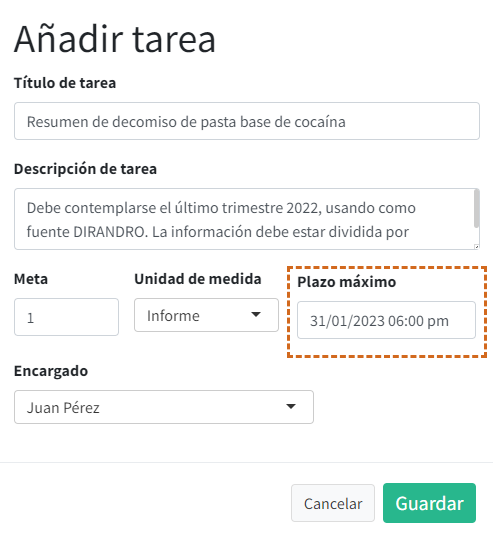 Añadir tarea
Título de tarea
Resumen de decomiso de pasta base de cocaína
Descripción de tarea
Debe contemplarse el último trimestre 2022, usando como
fuente DIRANDRO. La información debe estar dividida por
Meta
Unidad de medida
Plazo máximo
1
Informe
31/01/2023 06:00 pm
Encargado
Juan Pérez
Cancelar
Guardar